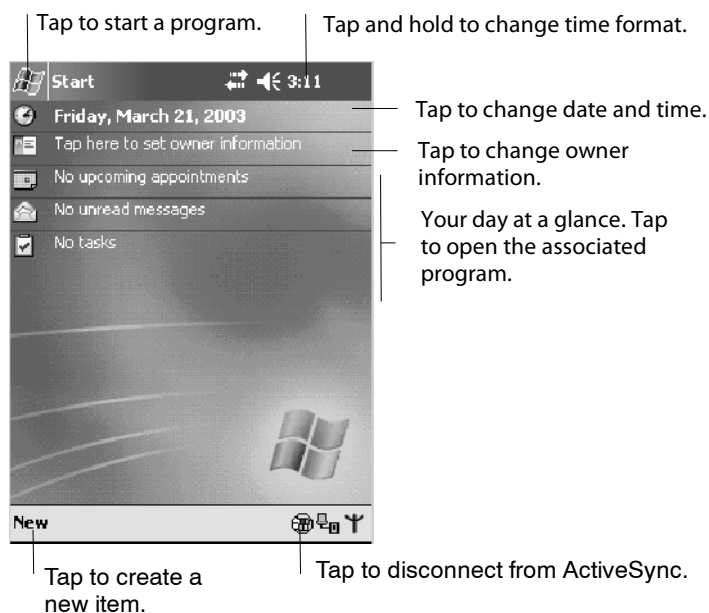 Tap to start a program.
Tap and hold to change time format.
Start 3:11
Friday, March 21, 2003
Tap to change date and time.
Tap here to set owner information
Tap to change owner
information.
No upcoming appointments
No unread messages
No tasks
Your day at a glance. Tap
to open the associated
program.
New
Tap to create a
new item.
Tap to disconnect from ActiveSync.